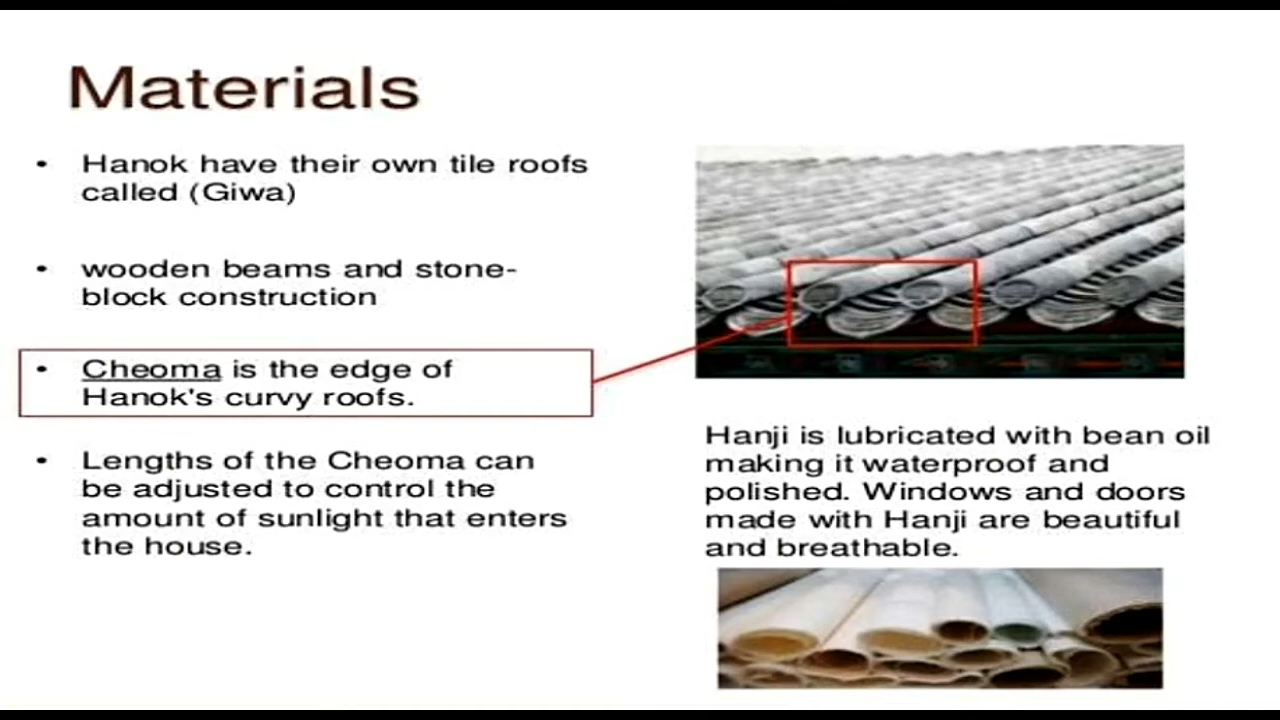 Materials
• Hanok have their own tile roofs
called (Giwa)
• wooden beams and stone-
block construction
• Cheoma is the edge of
Hanok's curvy roofs.
• Lengths of the Cheoma can
be adjusted to control the
amount of sunlight that enters
the house.
Hanji is lubricated with bean oil
making it waterproof and
polished. Windows and doors
made with Hanji are beautiful
and breathable.